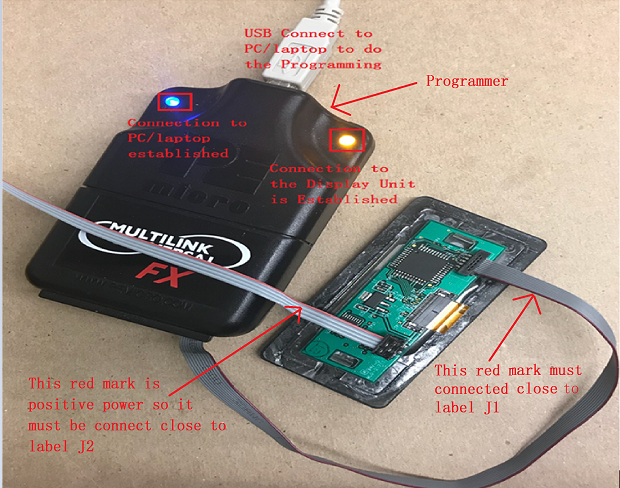 USB Connect to
PC/laptop to do
the Programming
Programmer
Connection to
PC/laptop
established
Connection to
the Display Unit
is Established
micro
MULTILINK
FX
This red mark must
connected close to
label J1
This red mark is
positive power so it
must be connect close to
label J2